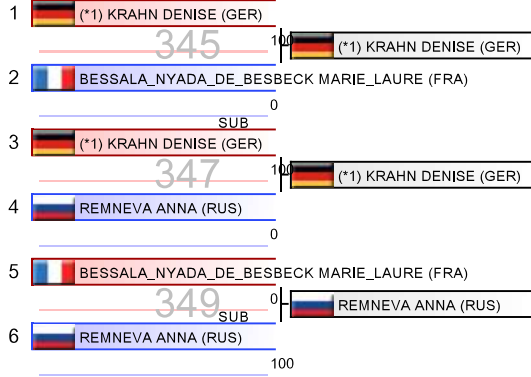 1 (*1) KRAHN DENISE (GER)
345 100 (*1) KRAHN DENISE (GER)
2 BESSALA_NYADA_DE_BESBECK MARIE_LAURE (FRA)
0
SUB
3 (*1) KRAHN DENISE (GER)
347 100 (*1) KRAHN DENISE (GER)
4 REMNEVA ANNA (RUS)
0
5 BESSALA_NYADA_DE_BESBECK MARIE_LAURE (FRA)
349 0 REMNEVA ANNA (RUS)
SUB
6 REMNEVA ANNA (RUS)
100